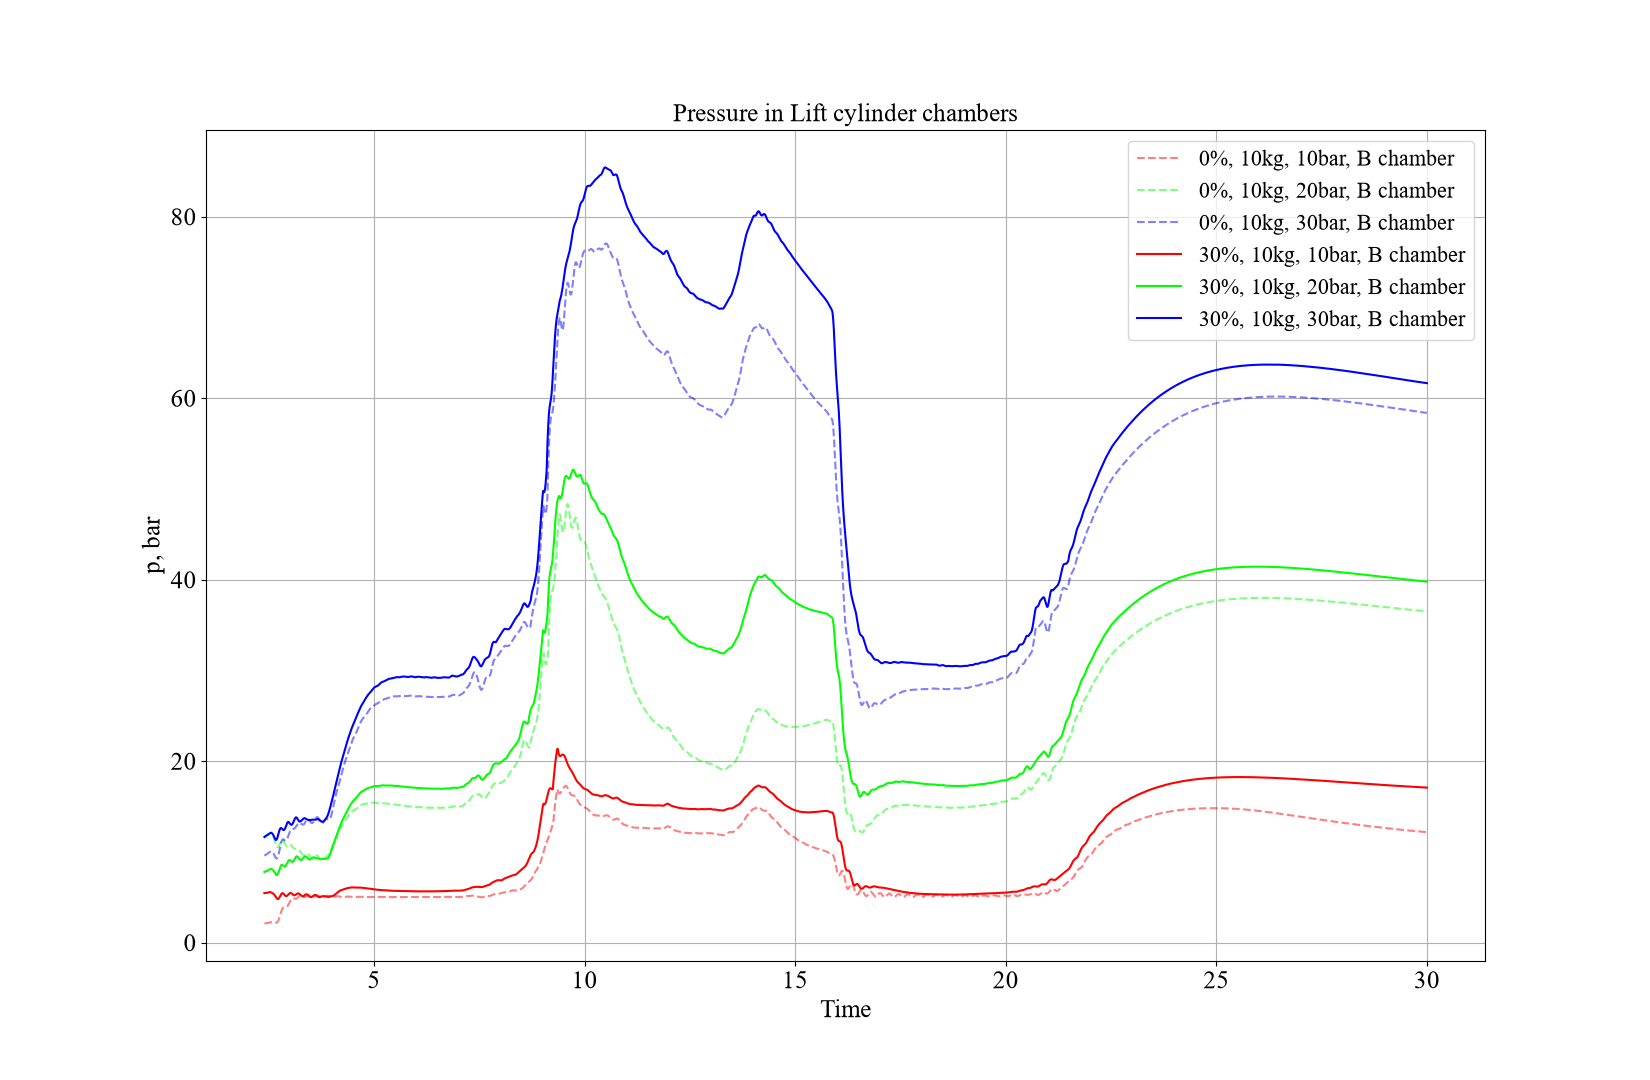 Pressure in Lift cylinder chambers
0%, 10kg, 10bar, B chamber
0%, 10kg, 20bar, B chamber
0%, 10kg, 30bar, B chamber
30%, 10kg, 10bar, B chamber
30%, 10kg, 20bar, B chamber
30%, 10kg, 30bar, B chamber
p, bar
80
60
40
20
0
5 10 15 20 25 30
Time